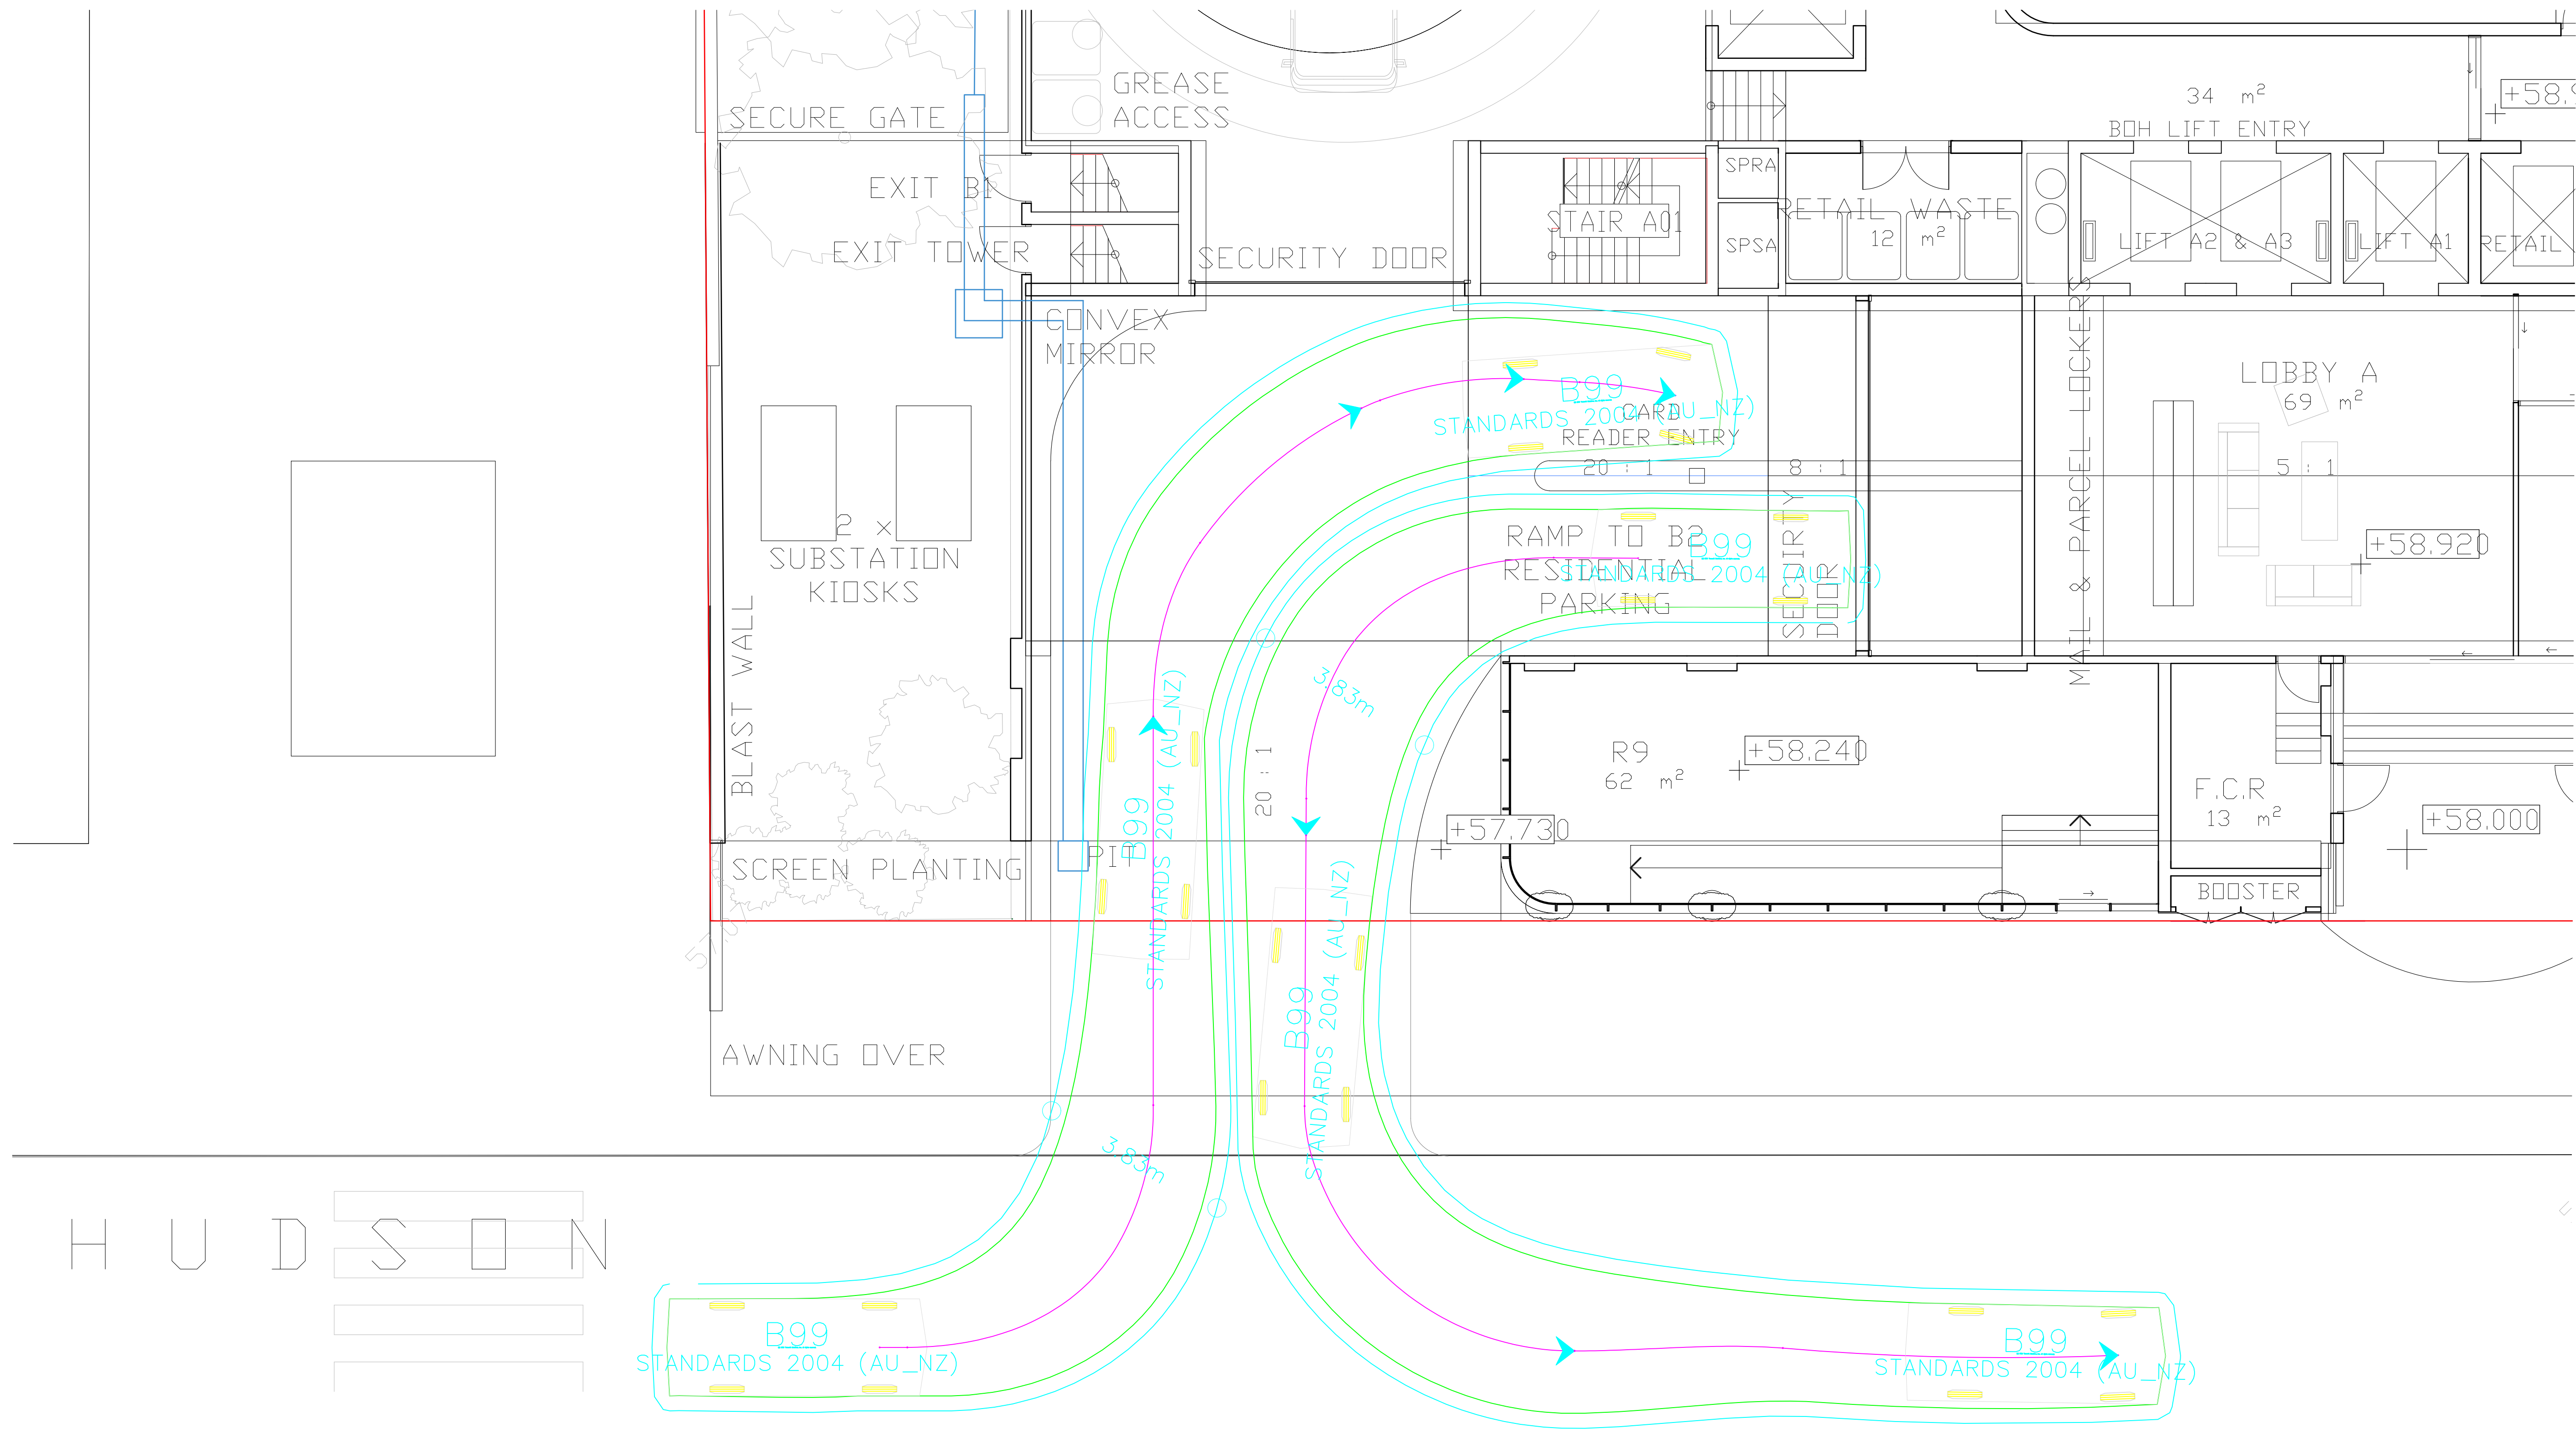 GREASE
ACCESS
SECURE GATE
34 m²
BOH LIFT ENTRY
SPRA
EXIT B1
STAIR A01
RETAIL WASTE
12 m²
EXIT TOWER
SECURITY DOOR
SPSA
LIFT A2 & A3
LIFT A1
RETAIL
CONVEX
MIRROR
LOBBY A
69 m²
B99
STANDARDS 2004 (AU_NZ)
CARD
READER ENTRY
20 : 1
8 : 1
5 : 1
MAIL & PARCEL LOCKERS
2 x
SUBSTATION
KIOSKS
RAMP TO B2
RESIDENTIAL
PARKING
B99
STANDARDS 2004 (AU_NZ)
SECUIRTY
DOOR
+58.920
BLAST WALL
3.83m
20 : 1
B99
STANDARDS 2004 (AU_NZ)
R9
62 m²
+58.240
F.C.R
13 m²
+57.730
+58.000
PIT
SCREEN PLANTING
BOOSTER
B99
STANDARDS 2004 (AU_NZ)
AWNING OVER
3.83m
HUDSON
B99
STANDARDS 2004 (AU_NZ)
B99
STANDARDS 2004 (AU_NZ)